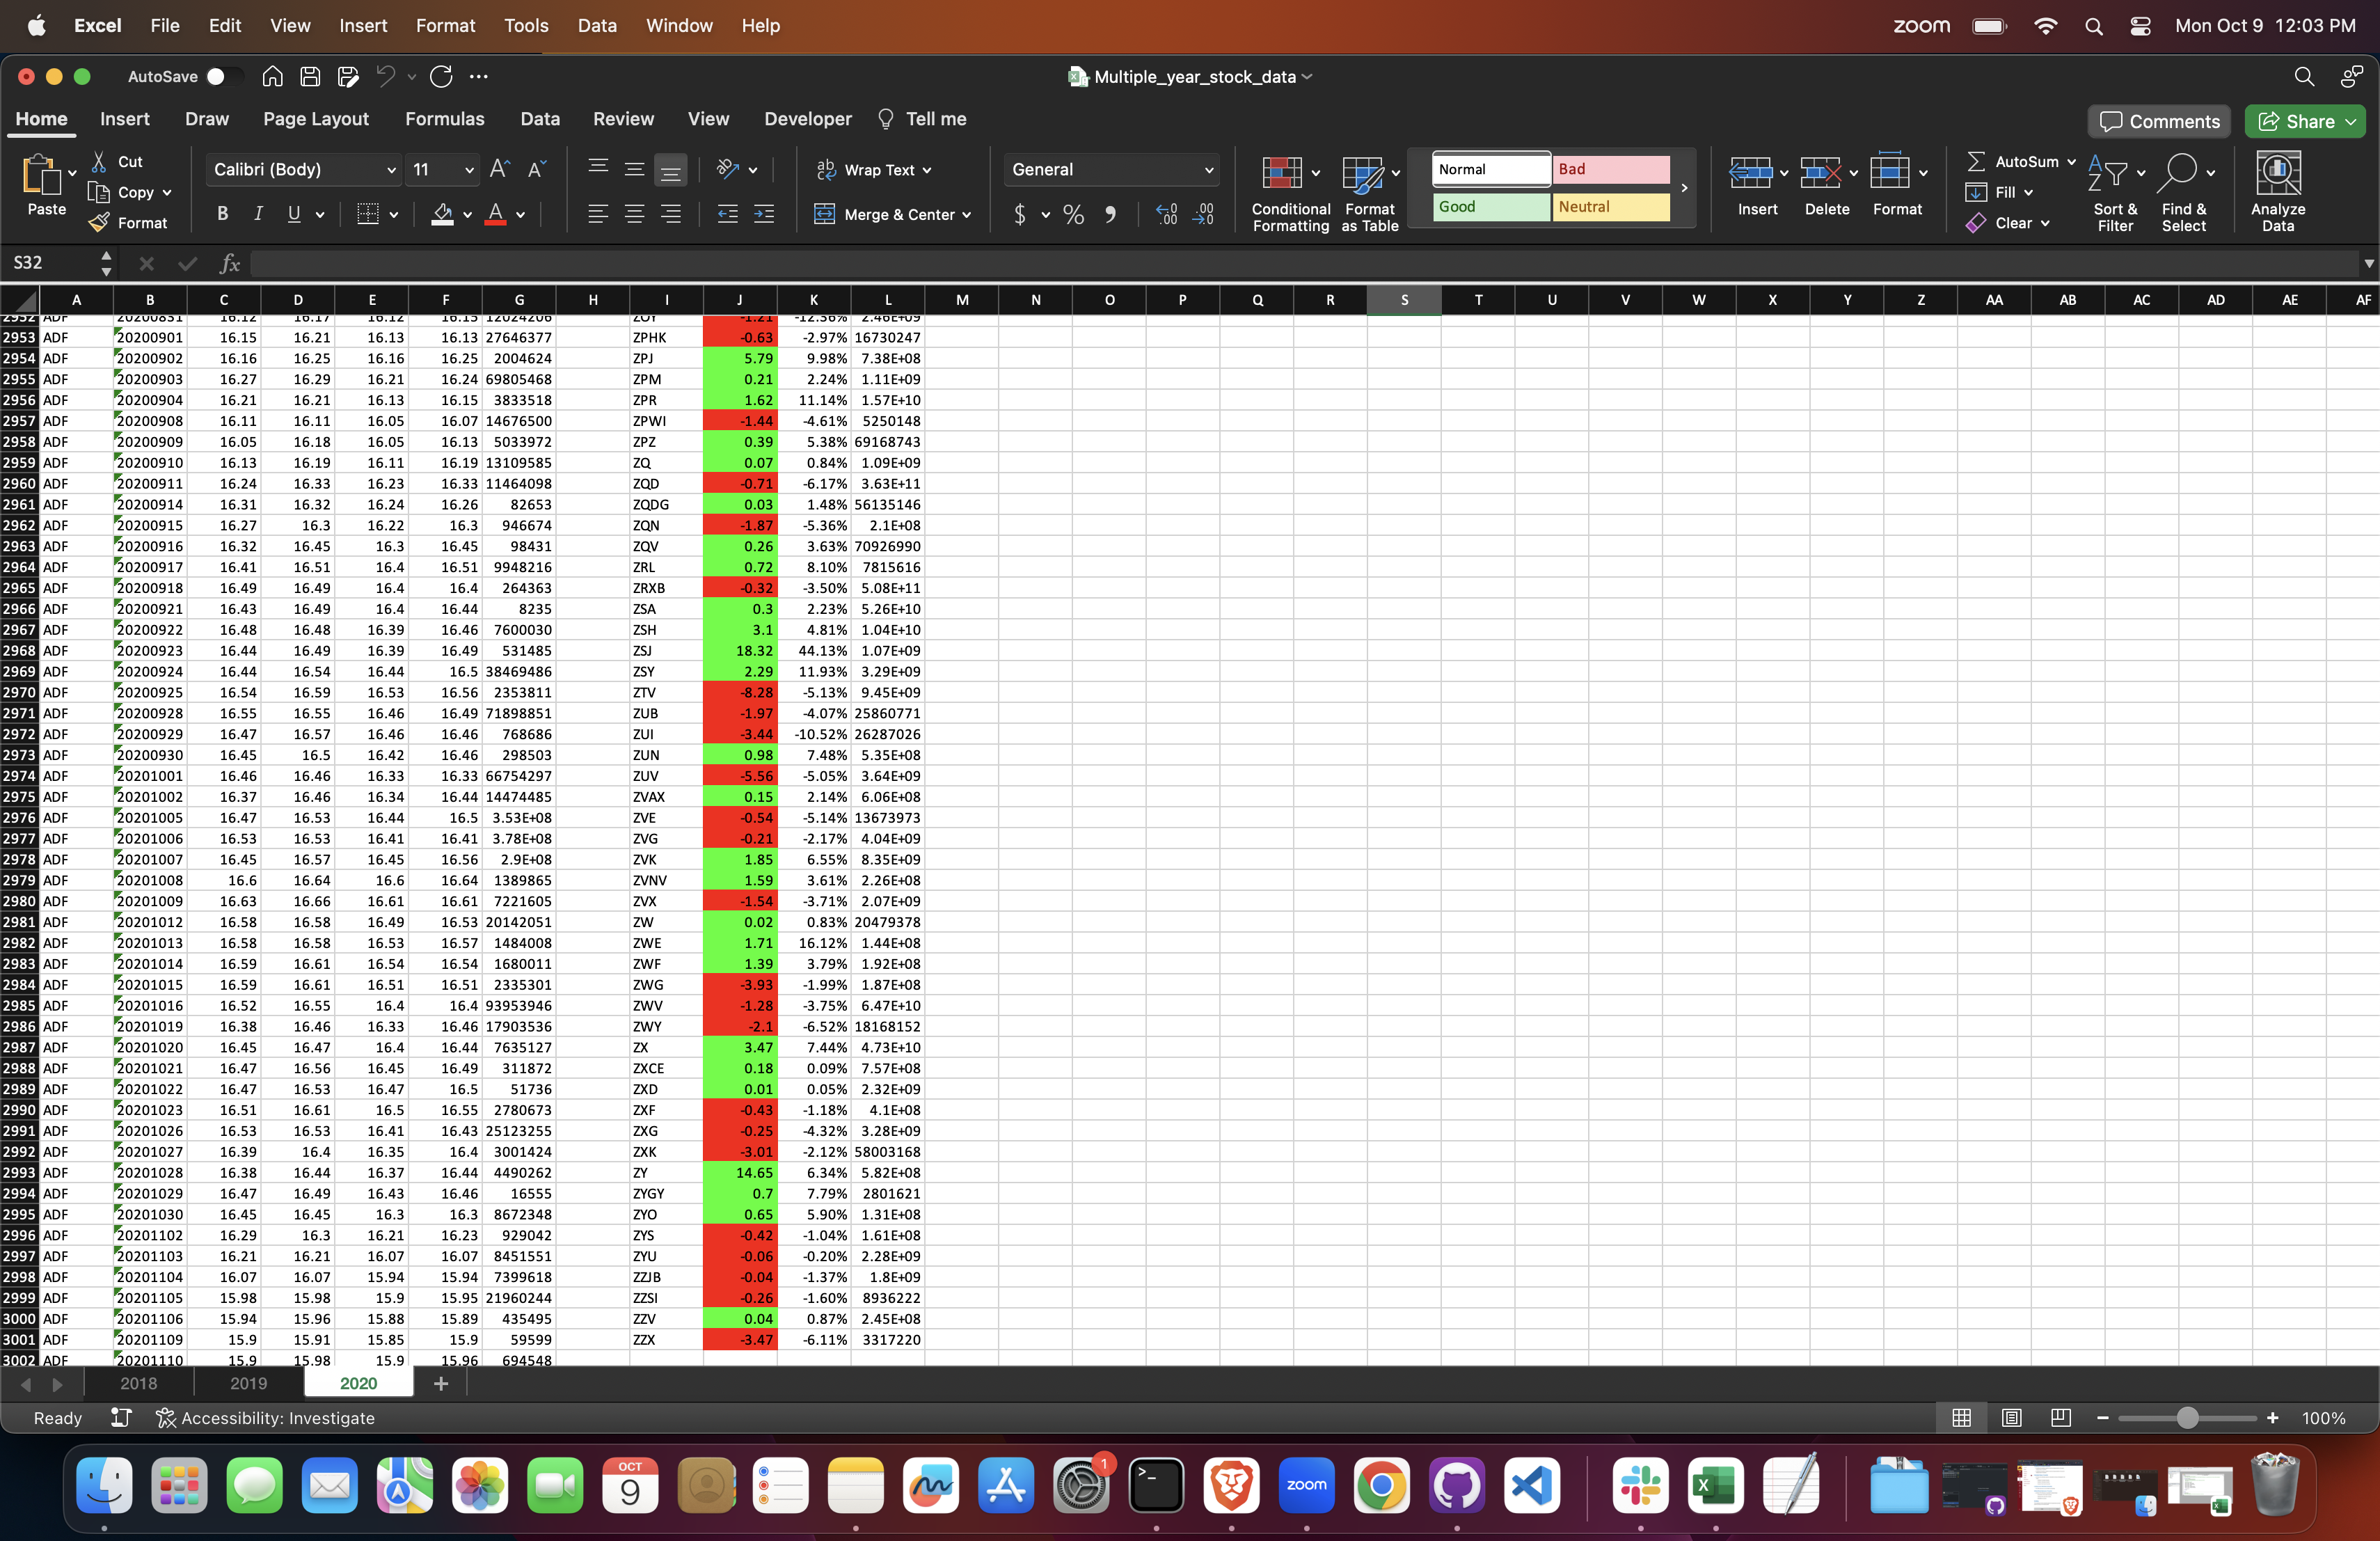 Excel File Edit View Insert Format Tools Data Window Help zoom Mon Oct 9 12:03 PM
AutoSave Multiple_year_stock_data
Home Insert Draw Page Layout Formulas Data Review View Developer Tell me Comments Share
Cut Calibri (Body) 11 Wrap Text General Normal Bad AutoSum
Copy Fill
Paste Format B I U A Merge & Center $ % Good Neutral Clear
Conditional Formatting Format as Table Insert Delete Format Sort & Filter Find & Select Analyze Data
S32 fx
A B C D E F G H I J K L M N O P Q R S T U V W X Y Z AA AB AC AD AE AF
2952 ADF 20200831 16.12 16.17 16.12 16.15 12024206 ZOY -1.21 -12.36% 2.46E+09
2953 ADF 20200901 16.15 16.21 16.13 16.13 27646377 ZPHK -0.63 -2.97% 16730247
2954 ADF 20200902 16.16 16.25 16.16 16.25 2004624 ZPJ 5.79 9.98% 7.38E+08
2955 ADF 20200903 16.27 16.29 16.21 16.24 69805468 ZPM 0.21 2.24% 1.11E+09
2956 ADF 20200904 16.21 16.21 16.13 16.15 3833518 ZPR 1.62 11.14% 1.57E+10
2957 ADF 20200908 16.11 16.11 16.05 16.07 14676500 ZPWI -1.44 -4.61% 5250148
2958 ADF 20200909 16.05 16.18 16.05 16.13 5033972 ZPZ 0.39 5.38% 69168743
2959 ADF 20200910 16.13 16.19 16.11 16.19 13109585 ZQ 0.07 0.84% 1.09E+09
2960 ADF 20200911 16.24 16.33 16.23 16.33 11464098 ZQD -0.71 -6.17% 3.63E+11
2961 ADF 20200914 16.31 16.32 16.24 16.26 82653 ZQDG 0.03 1.48% 56135146
2962 ADF 20200915 16.27 16.3 16.22 16.3 946674 ZQN -1.87 -5.36% 2.1E+08
2963 ADF 20200916 16.32 16.45 16.3 16.45 98431 ZQV 0.26 3.63% 70926990
2964 ADF 20200917 16.41 16.51 16.4 16.51 9948216 ZRL 0.72 8.10% 7815616
2965 ADF 20200918 16.49 16.49 16.4 16.4 264363 ZRXB -0.32 -3.50% 5.08E+11
2966 ADF 20200921 16.43 16.49 16.4 16.44 8235 ZSA 0.3 2.23% 5.26E+10
2967 ADF 20200922 16.48 16.48 16.39 16.46 7600030 ZSH 3.1 4.81% 1.04E+10
2968 ADF 20200923 16.44 16.49 16.39 16.49 531485 ZSJ 18.32 44.13% 1.07E+09
2969 ADF 20200924 16.44 16.54 16.44 16.5 38469486 ZSY 2.29 11.93% 3.29E+09
2970 ADF 20200925 16.54 16.59 16.53 16.56 2353811 ZTV -8.28 -5.13% 9.45E+09
2971 ADF 20200928 16.55 16.55 16.46 16.49 71898851 ZUB -1.97 -4.07% 25860771
2972 ADF 20200929 16.47 16.57 16.46 16.46 768686 ZUI -3.44 -10.52% 26287026
2973 ADF 20200930 16.45 16.5 16.42 16.46 298503 ZUN 0.98 7.48% 5.35E+08
2974 ADF 20201001 16.46 16.46 16.33 16.33 66754297 ZUV -5.56 -5.05% 3.64E+09
2975 ADF 20201002 16.37 16.46 16.34 16.44 14474485 ZVAX 0.15 2.14% 6.06E+08
2976 ADF 20201005 16.47 16.53 16.44 16.5 3.53E+08 ZVE -0.54 -5.14% 13673973
2977 ADF 20201006 16.53 16.53 16.41 16.41 3.78E+08 ZVG -0.21 -2.17% 4.04E+09
2978 ADF 20201007 16.45 16.57 16.45 16.56 2.9E+08 ZVK 1.85 6.55% 8.35E+09
2979 ADF 20201008 16.6 16.64 16.6 16.64 1389865 ZVNV 1.59 3.61% 2.26E+08
2980 ADF 20201009 16.63 16.66 16.61 16.61 7221605 ZVX -1.54 -3.71% 2.07E+09
2981 ADF 20201012 16.58 16.58 16.49 16.53 20142051 ZW 0.02 0.83% 20479378
2982 ADF 20201013 16.58 16.58 16.53 16.57 1484008 ZWE 1.71 16.12% 1.44E+08
2983 ADF 20201014 16.59 16.61 16.54 16.54 1680011 ZWF 1.39 3.79% 1.92E+08
2984 ADF 20201015 16.59 16.61 16.51 16.51 2335301 ZWG -3.93 -1.99% 1.87E+08
2985 ADF 20201016 16.52 16.55 16.4 16.4 93953946 ZWV -1.28 -3.75% 6.47E+10
2986 ADF 20201019 16.38 16.46 16.33 16.46 17903536 ZWY -2.1 -6.52% 18168152
2987 ADF 20201020 16.45 16.47 16.4 16.44 7635127 ZX 3.47 7.44% 4.73E+10
2988 ADF 20201021 16.47 16.56 16.45 16.49 311872 ZXCE 0.18 0.09% 7.57E+08
2989 ADF 20201022 16.47 16.53 16.47 16.5 51736 ZXD 0.01 0.05% 2.32E+09
2990 ADF 20201023 16.51 16.61 16.5 16.55 2780673 ZXF -0.43 -1.18% 4.1E+08
2991 ADF 20201026 16.53 16.53 16.41 16.43 25123255 ZXG -0.25 -4.32% 3.28E+09
2992 ADF 20201027 16.39 16.4 16.35 16.4 3001424 ZXK -3.01 -2.12% 58003168
2993 ADF 20201028 16.38 16.44 16.37 16.44 4490262 ZY 14.65 6.34% 5.82E+08
2994 ADF 20201029 16.47 16.49 16.43 16.46 16555 ZYGY 0.7 7.79% 2801621
2995 ADF 20201030 16.45 16.45 16.3 16.3 8672348 ZYO 0.65 5.90% 1.31E+08
2996 ADF 20201102 16.29 16.3 16.21 16.23 929042 ZYS -0.42 -1.04% 1.61E+08
2997 ADF 20201103 16.21 16.21 16.07 16.07 8451551 ZYU -0.06 -0.20% 2.28E+09
2998 ADF 20201104 16.07 16.07 15.94 15.94 7399618 ZZJB -0.04 -1.37% 1.8E+09
2999 ADF 20201105 15.98 15.98 15.9 15.95 21960244 ZZSI -0.26 -1.60% 8936222
3000 ADF 20201106 15.94 15.96 15.88 15.89 435495 ZZV 0.04 0.87% 2.45E+08
3001 ADF 20201109 15.9 15.91 15.85 15.9 59599 ZZX -3.47 -6.11% 3317220
3002 ADF 20201110 15.9 15.98 15.9 15.96 694548
2018 2019 2020 +
Ready Accessibility: Investigate 100%
OCT 9 1 zoom